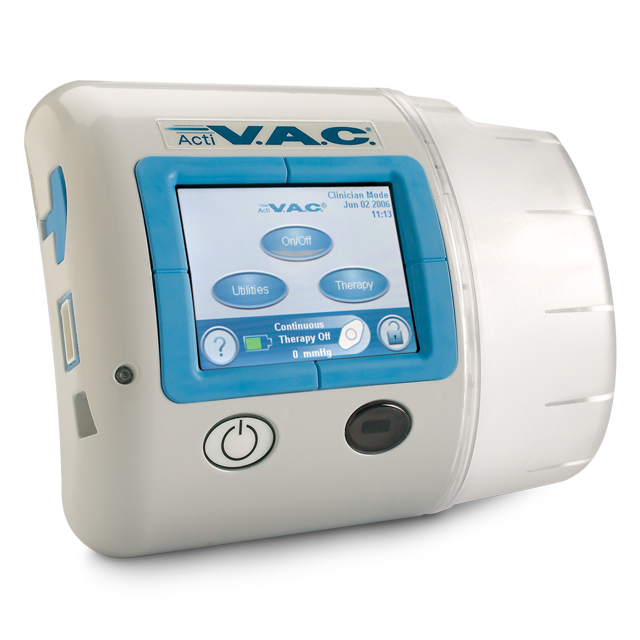 Acti V.A.C.®
Clinician Mode
Acti V.A.C.® Jun 02 2006
11:13
On/Off
Utilities Therapy
Continuous
? Therapy Off
0 mmHg